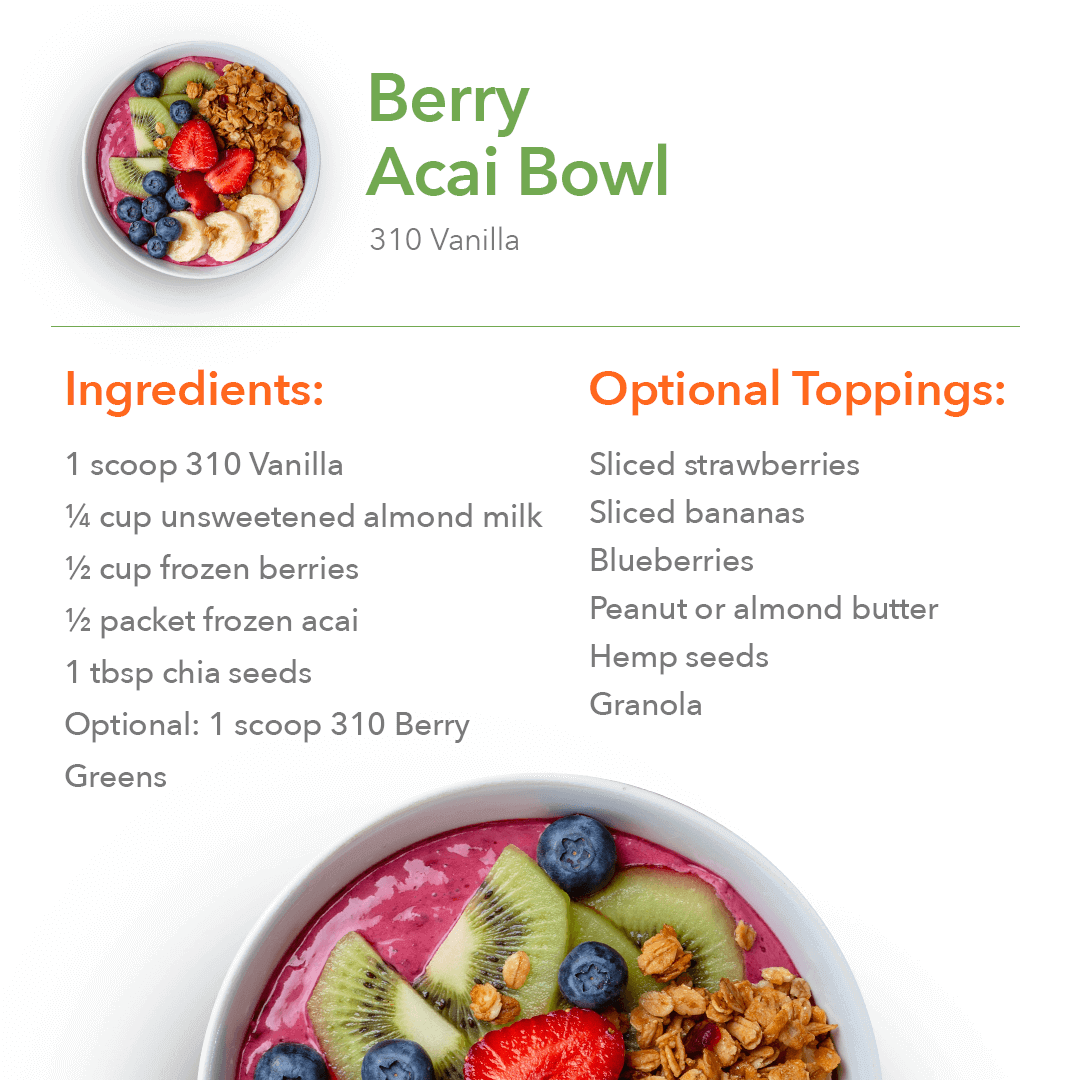 Berry
Acai Bowl
310 Vanilla
Ingredients:
1 scoop 310 Vanilla
¼ cup unsweetened almond milk
½ cup frozen berries
½ packet frozen acai
1 tbsp chia seeds
Optional: 1 scoop 310 Berry
Greens
Optional Toppings:
Sliced strawberries
Sliced bananas
Blueberries
Peanut or almond butter
Hemp seeds
Granola